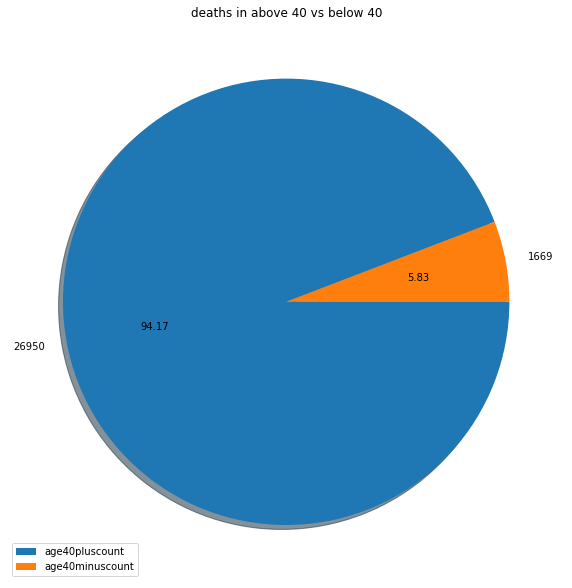 deaths in above 40 vs below 40
1669
5.83
94.17
26950
age40pluscount
age40minuscount